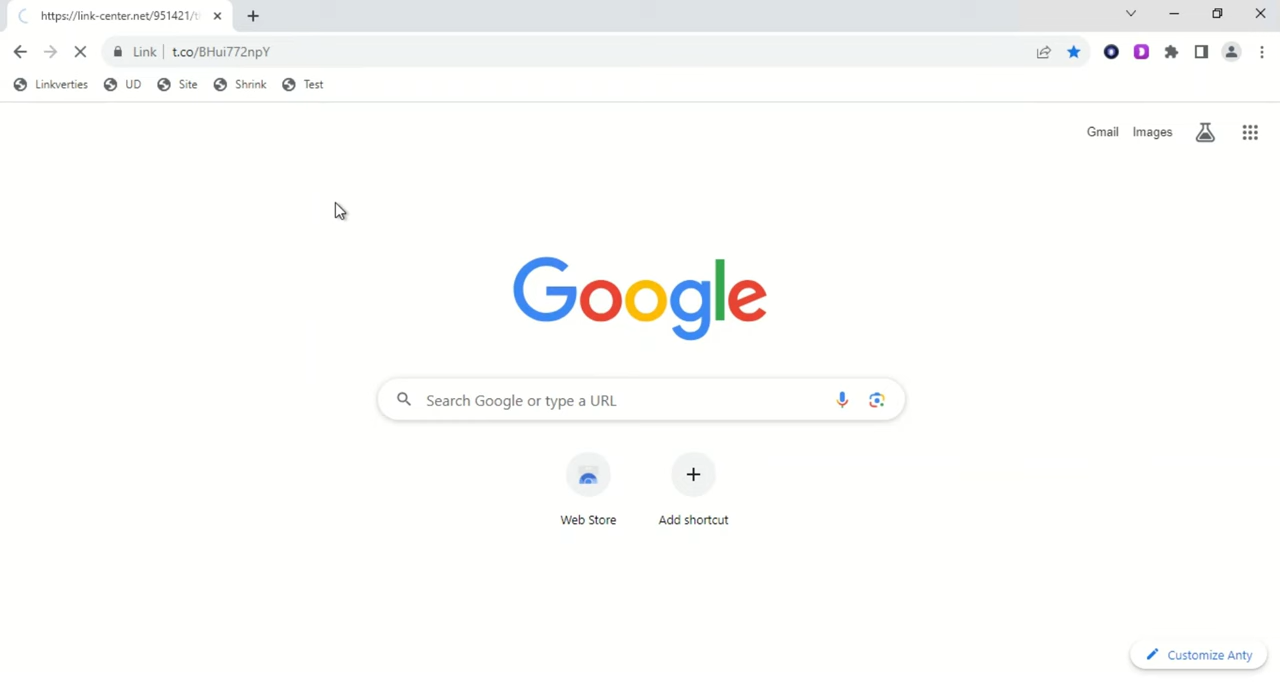 https://link-center.net/951421/t
Link t.co/BHui772npY
Linkverties UD Site Shrink Test
Gmail Images
Google
Search Google or type a URL
Web Store Add shortcut
Customize Anty